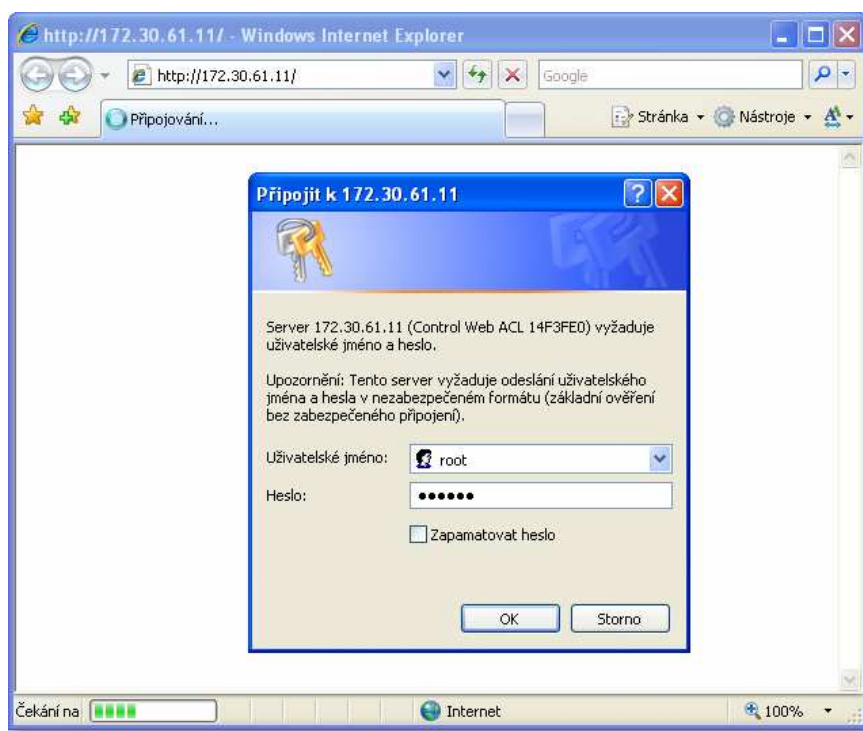 http://172.30.61.11/ - Windows Internet Explorer
http://172.30.61.11/
Google
Připojování...
Stránka
Nástroje
Připojit k 172.30.61.11
Server 172.30.61.11 (Control Web ACL 14F3FE0) vyžaduje
uživatelské jméno a heslo.
Upozornění: Tento server vyžaduje odeslání uživatelského
jména a hesla v nezabezpečeném formátu (základní ověření
bez zabezpečeného připojení).
Uživatelské jméno:
root
Heslo:
••••••
Zapamatovat heslo
OK
Storno
Čekání na
Internet
100%